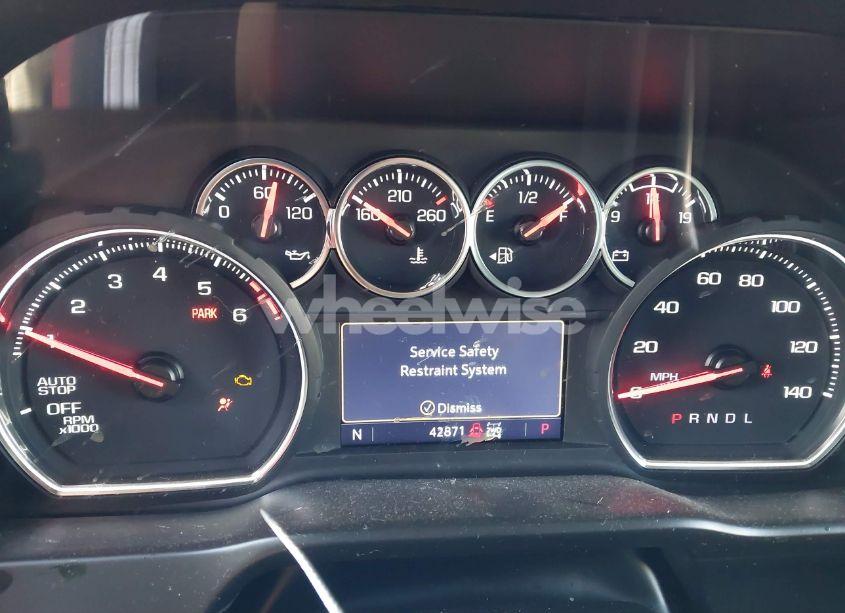 0 60 120
160 210 260
E 1/2 F
9 19
1 2 3 4 5 6
PARK
AUTO
STOP
OFF
RPM
x1000
wheelwise
Service Safety
Restraint System
Dismiss
N 42871 2WD P
0 20 40 60 80 100 120 140
MPH
P R N D L